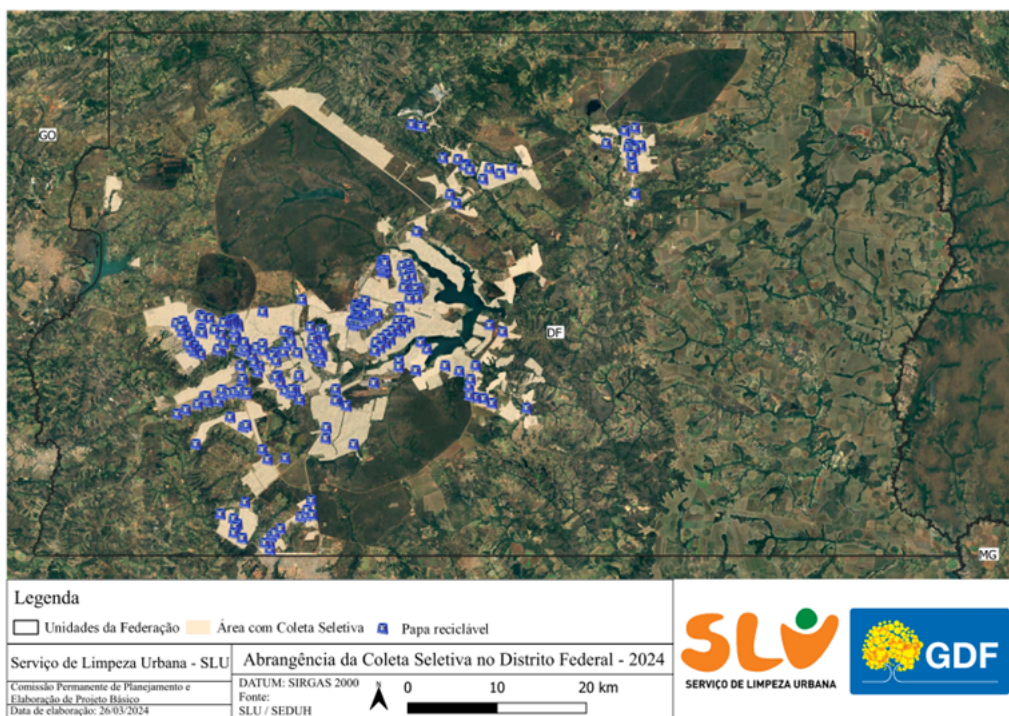 GO
DF
MG
Legenda
Unidades da Federação Área com Coleta Seletiva Papa reciclável
Serviço de Limpeza Urbana - SLU
Comissão Permanente de Planejamento e
Elaboração de Projeto Básico
Data de elaboração: 26/03/2024
Abrangência da Coleta Seletiva no Distrito Federal - 2024
DATUM: SIRGAS 2000
Fonte:
SLU / SEDUH
N
0 10 20 km
SLU
SERVIÇO DE LIMPEZA URBANA
GDF